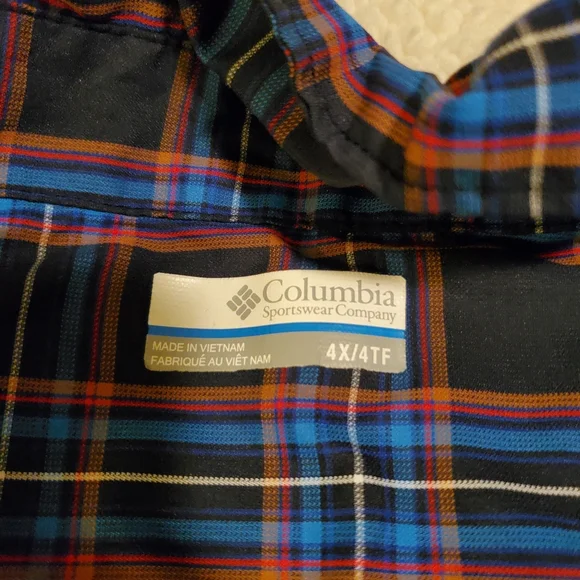 Columbia
Sportswear Company
MADE IN VIETNAM
FABRIQUÉ AU VIÊT NAM
4X/4TF